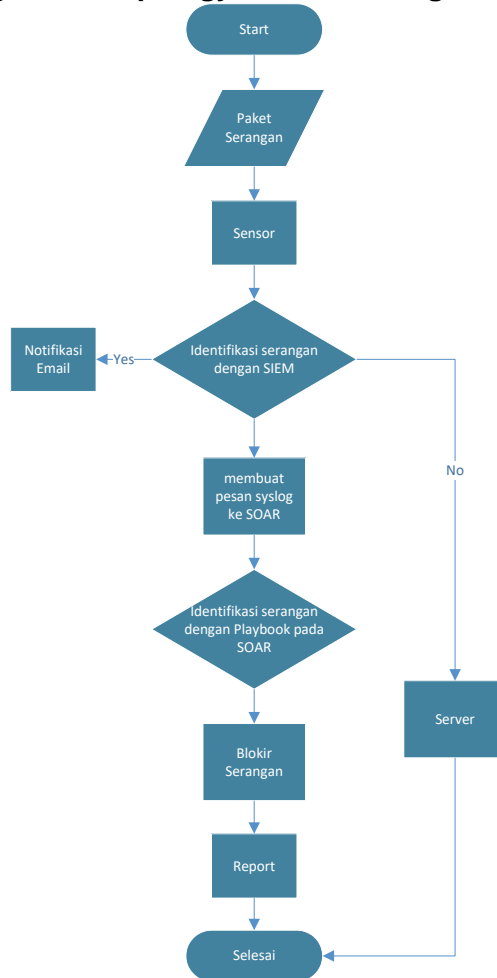 Start
Paket
Serangan
Sensor
Identifikasi serangan
dengan SIEM
Yes
Notifikasi
Email
No
membuat
pesan syslog
ke SOAR
Identifikasi serangan
dengan Playbook pada
SOAR
Server
Blokir
Serangan
Report
Selesai